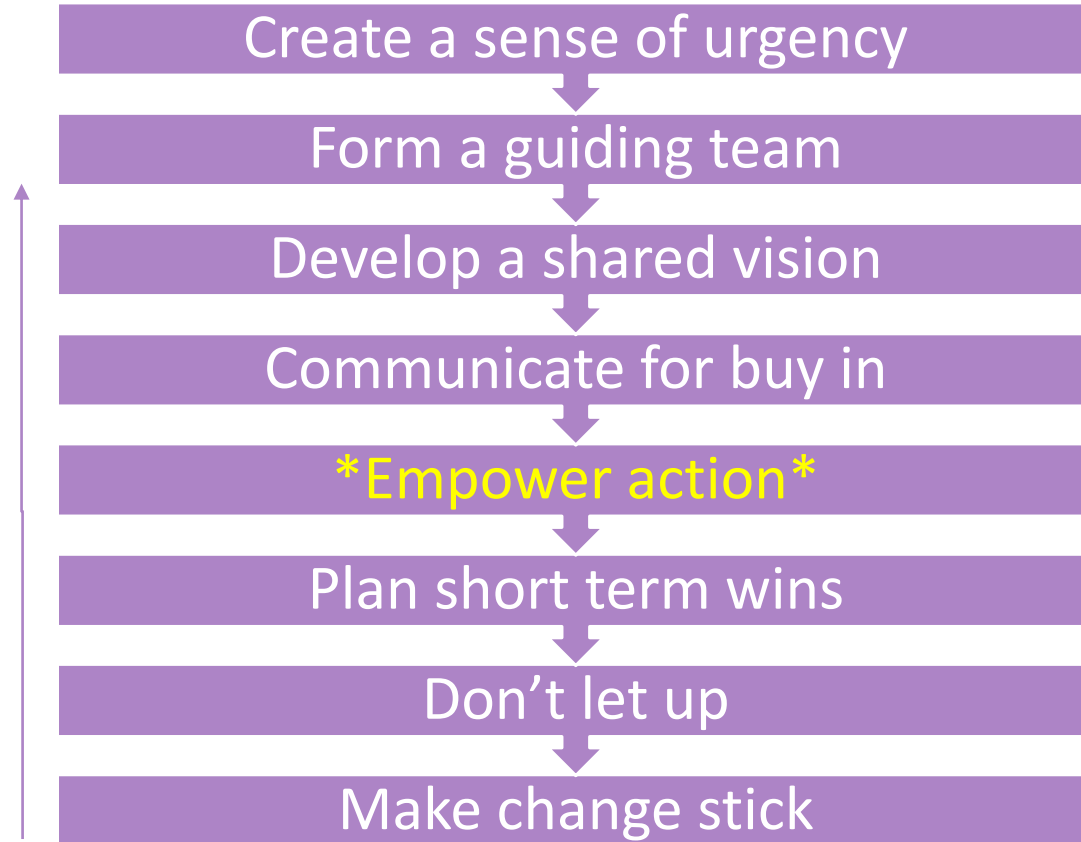 Create a sense of urgency
Form a guiding team
Develop a shared vision
Communicate for buy in
*Empower action*
Plan short term wins
Don’t let up
Make change stick